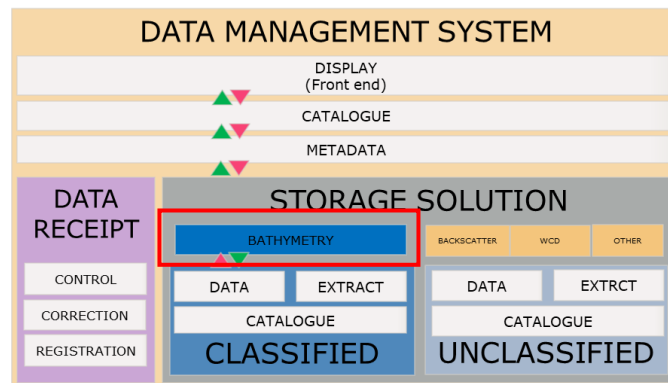 DATA MANAGEMENT SYSTEM
DISPLAY
(Front end)
CATALOGUE
METADATA
DATA
RECEIPT
CONTROL
CORRECTION
REGISTRATION
STORAGE SOLUTION
BATHYMETRY
BACKSCATTER
WCD
OTHER
DATA
EXTRACT
CATALOGUE
CLASSIFIED
DATA
EXTRCT
CATALOGUE
UNCLASSIFIED